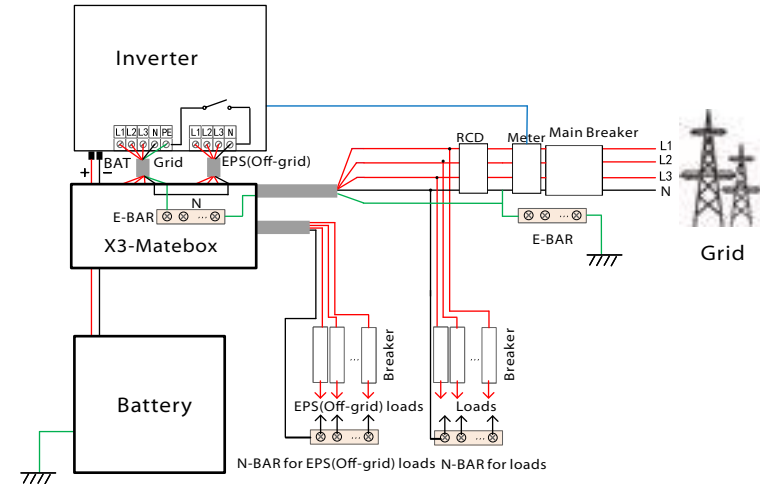 Inverter
L1 L2 L3 N PE
L1 L2 L3 N
BAT
Grid
EPS(Off-grid)
+
−
RCD
Meter
Main Breaker
L1
L2
L3
N
N
E-BAR
...
X3-Matebox
...
E-BAR
Grid
...
Breaker
...
Breaker
Battery
EPS(Off-grid) loads
Loads
...
...
N-BAR for EPS(Off-grid) loads
N-BAR for loads